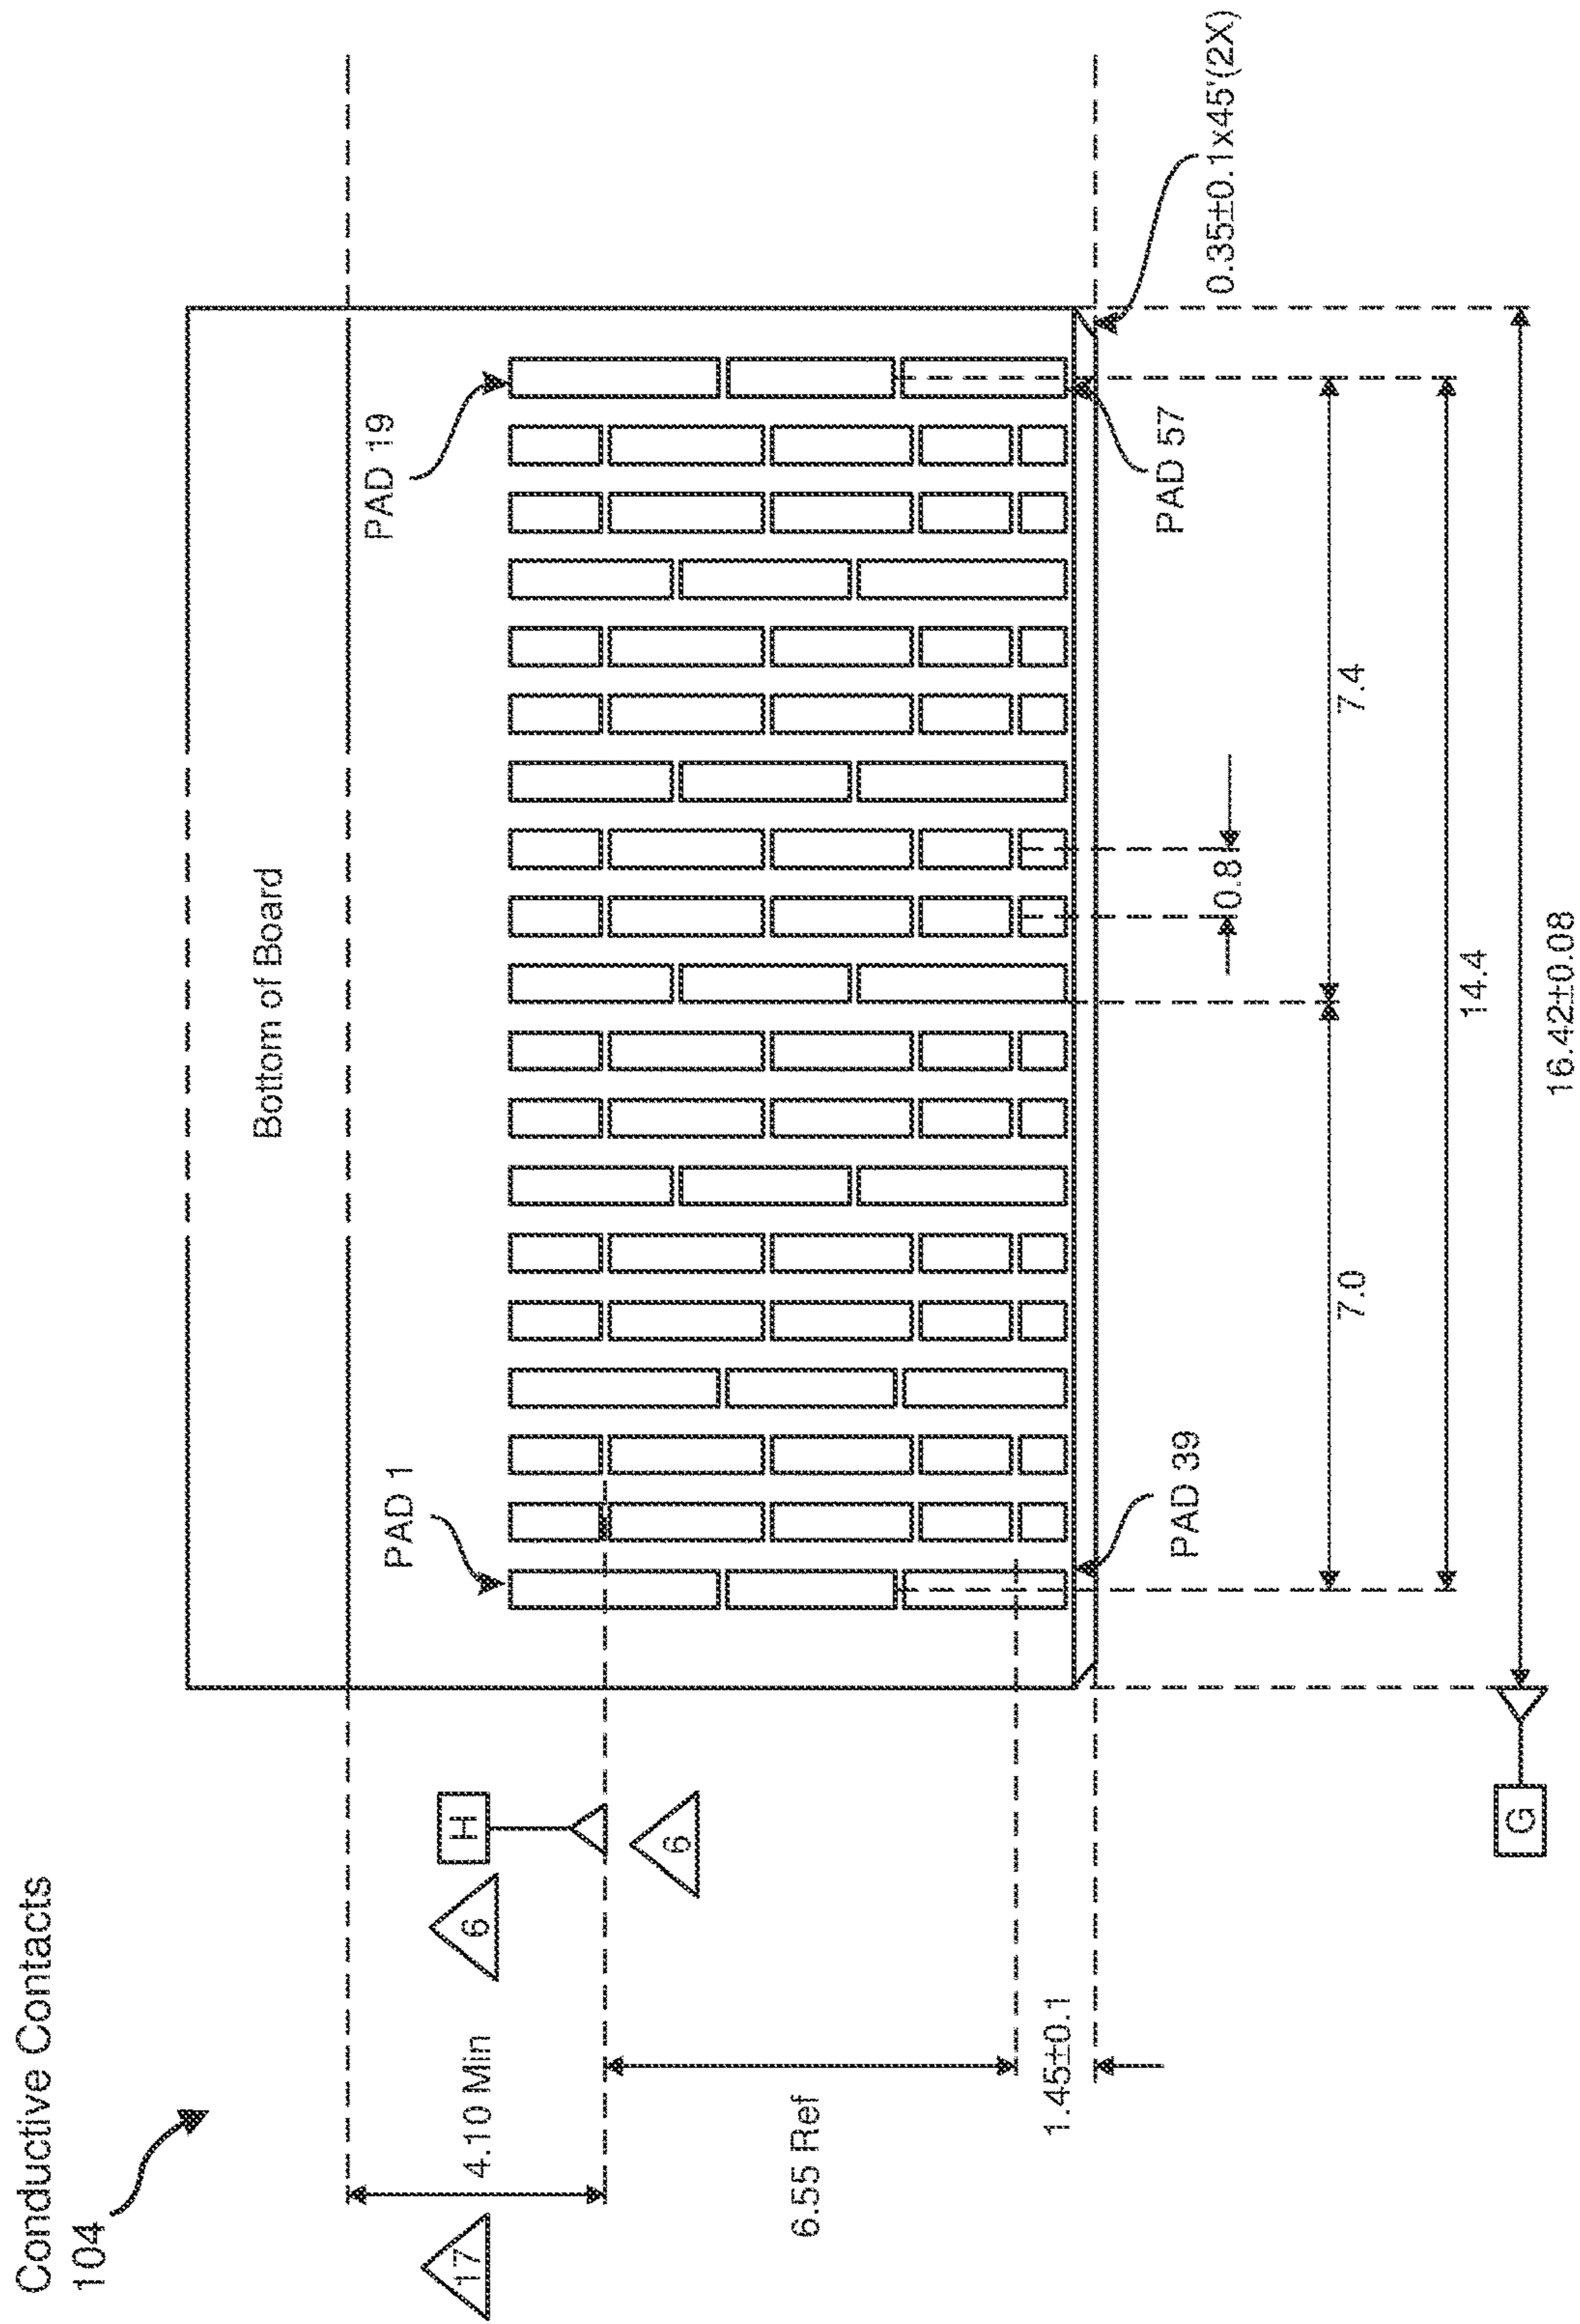 Conductive Contacts
104
Bottom of Board
PAD 1
PAD 19
17
4.10 Min
6
H
6
6.55 Ref
1.45±0.1
PAD 39
PAD 57
0.35±0.1x45'(2X)
0.8
7.0
7.4
14.4
G
16.42±0.08